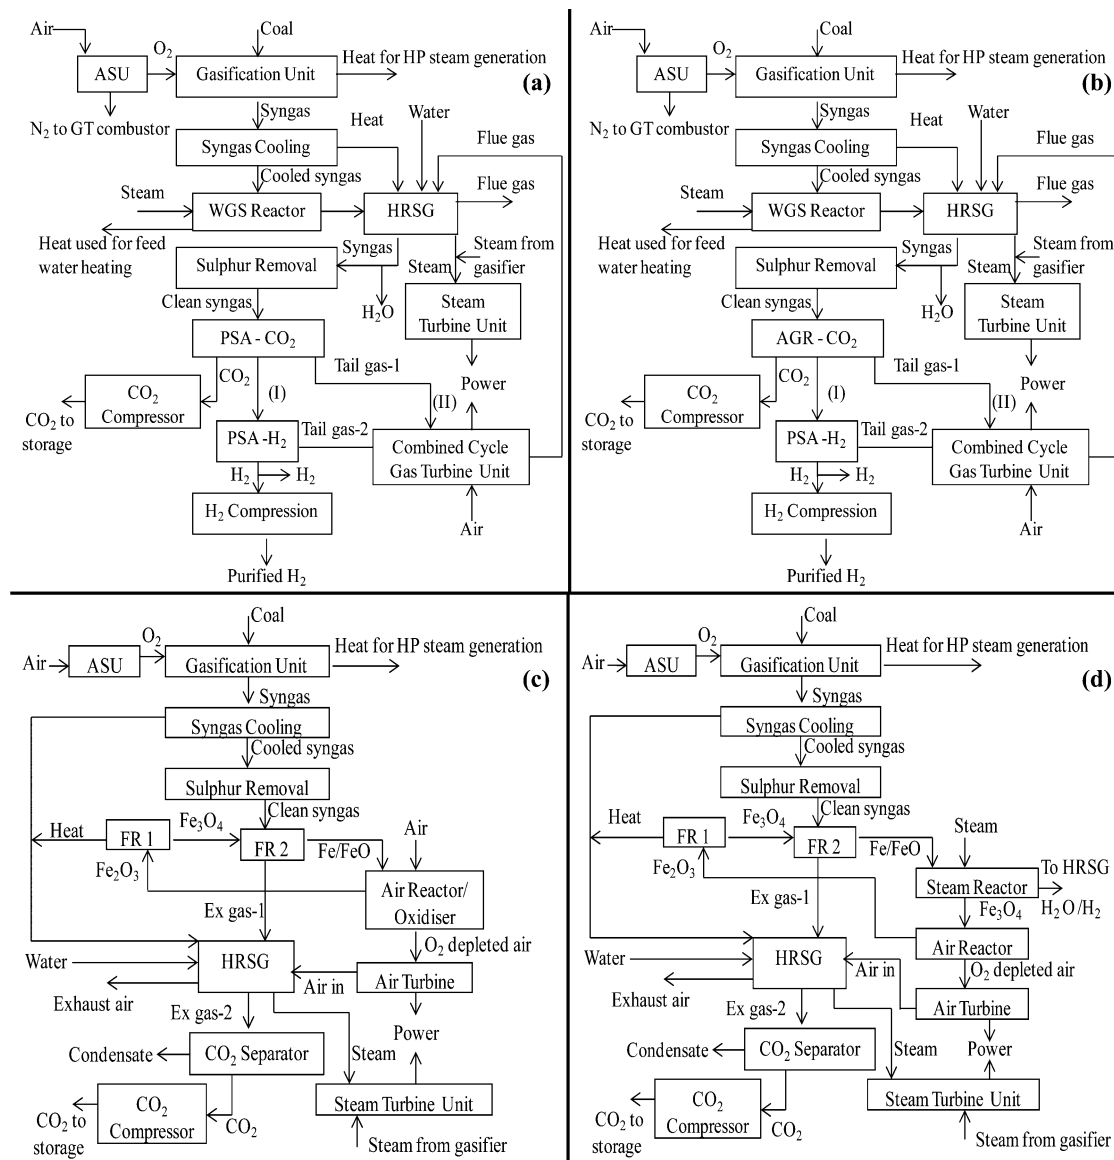 Air
Coal
O2
ASU
Gasification Unit
Heat for HP steam generation
(a)
N2 to GT combustor
Syngas
Heat
Water
Syngas Cooling
Flue gas
Cooled syngas
Flue gas
Steam
WGS Reactor
HRSG
Heat used for feed
water heating
Syngas
Steam from
gasifier
Sulphur Removal
Steam
H2O
Clean syngas
Steam
Turbine Unit
PSA - CO2
Tail gas-1
Power
CO2
(I)
(II)
CO2
Compressor
CO2 to
storage
PSA -H2
Tail gas-2
Combined Cycle
Gas Turbine Unit
H2
H2
H2 Compression
Air
Purified H2
Air
Coal
O2
ASU
Gasification Unit
Heat for HP steam generation
(b)
N2 to GT combustor
Syngas
Heat
Water
Syngas Cooling
Flue gas
Cooled syngas
Flue gas
Steam
WGS Reactor
HRSG
Heat used for feed
water heating
Syngas
Steam from
gasifier
Sulphur Removal
Steam
H2O
Clean syngas
Steam
Turbine Unit
AGR - CO2
Tail gas-1
Power
CO2
(I)
(II)
CO2
Compressor
CO2 to
storage
PSA -H2
Tail gas-2
Combined Cycle
Gas Turbine Unit
H2
H2
H2 Compression
Air
Purified H2
Coal
O2
Air
ASU
Gasification Unit
Heat for HP steam generation
(c)
Syngas
Syngas Cooling
Cooled syngas
Sulphur Removal
Clean syngas
Heat
FR 1
Fe3O4
FR 2
Fe/FeO
Air
Fe2O3
Air Reactor/
Oxidiser
Ex gas-1
O2 depleted air
Water
HRSG
Air in
Air Turbine
Exhaust air
Ex gas-2
Power
Condensate
CO2 Separator
Steam
CO2 to
storage
CO2
Compressor
CO2
Steam Turbine Unit
Steam from gasifier
Coal
O2
Air
ASU
Gasification Unit
Heat for HP steam generation
(d)
Syngas
Syngas Cooling
Cooled syngas
Sulphur Removal
Clean syngas
Heat
FR 1
Fe3O4
FR 2
Fe/FeO
Steam
Fe2O3
Steam Reactor
To HRSG
H2O /H2
Ex gas-1
Fe3O4
Air Reactor
O2 depleted air
Water
HRSG
Air in
Air Turbine
Exhaust air
Ex gas-2
Power
Condensate
CO2 Separator
Steam
CO2 to
storage
CO2
Compressor
CO2
Steam Turbine Unit
Steam from gasifier